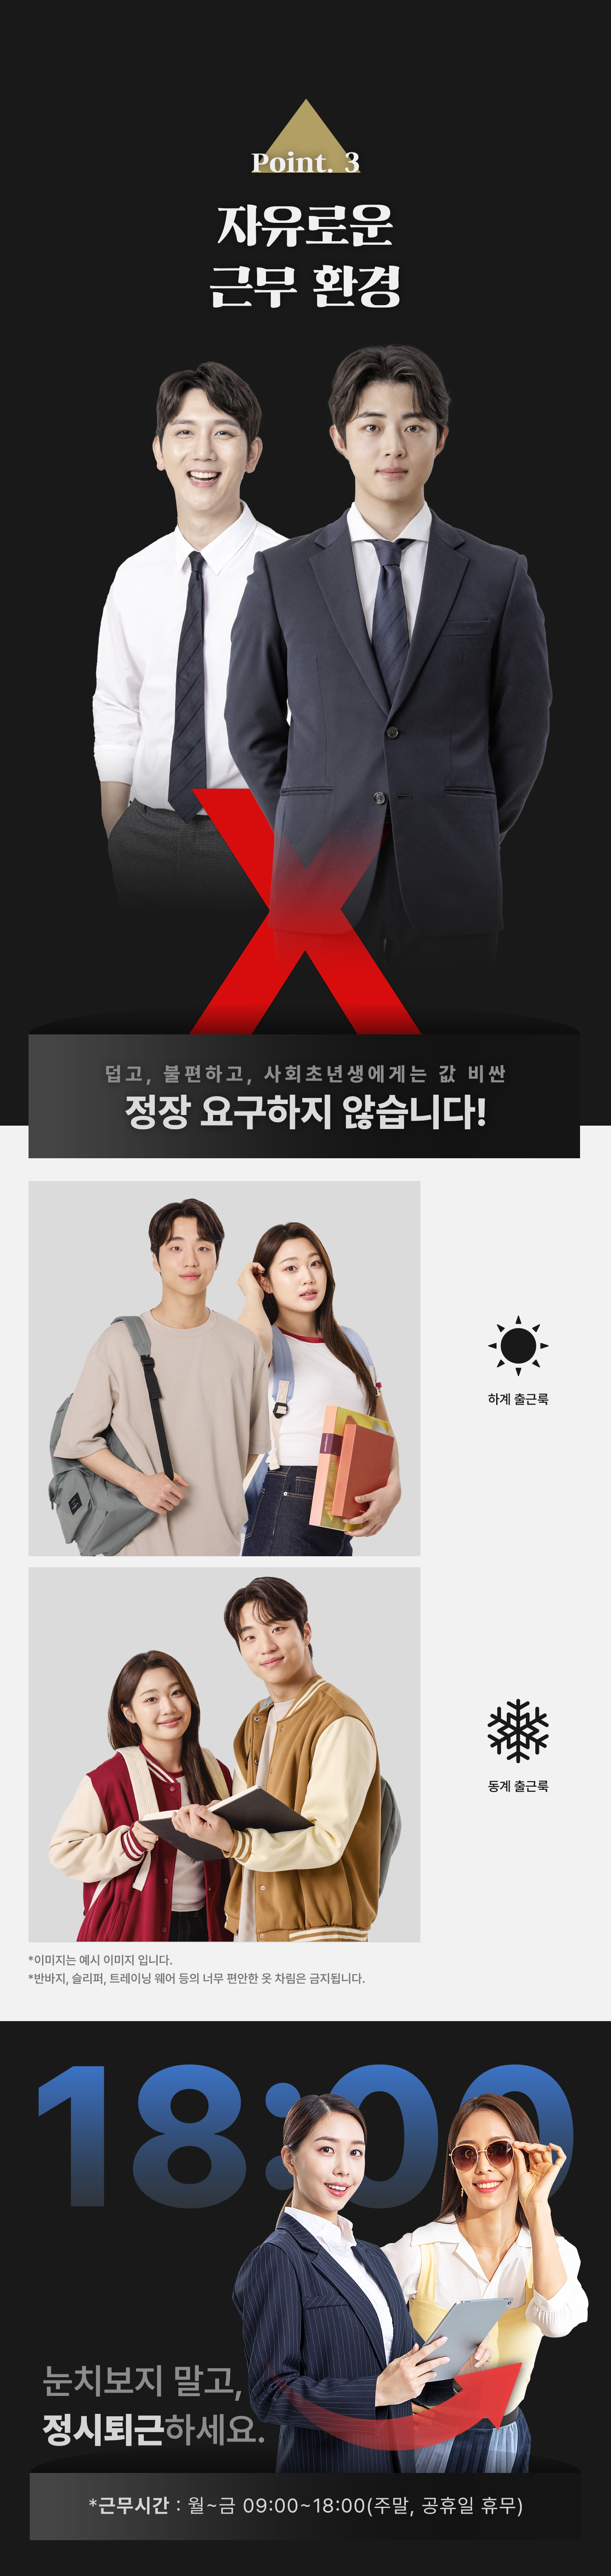 Point. 3
자유로운
근무 환경
덥고, 불편하고, 사회초년생에게는 값 비싼
정장 요구하지 않습니다!
하계 출근룩
동계 출근룩
*이미지는 예시 이미지 입니다.
*반바지, 슬리퍼, 트레이닝 웨어 등의 너무 편안한 옷 차림은 금지됩니다.
18:00
눈치보지 말고,
정시퇴근하세요.
*근무시간 : 월~금 09:00~18:00(주말, 공휴일 휴무)